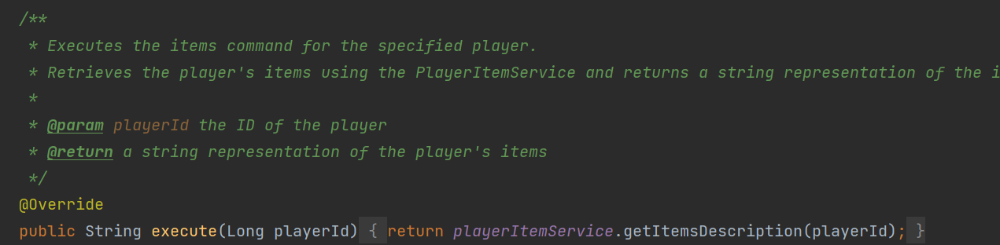 /**
* Executes the items command for the specified player.
* Retrieves the player's items using the PlayerItemService and returns a string representation of the i
*
* @param playerId the ID of the player
* @return a string representation of the player's items
*/
@Override
public String execute(Long playerId) { return playerItemService.getItemsDescription(playerId); }